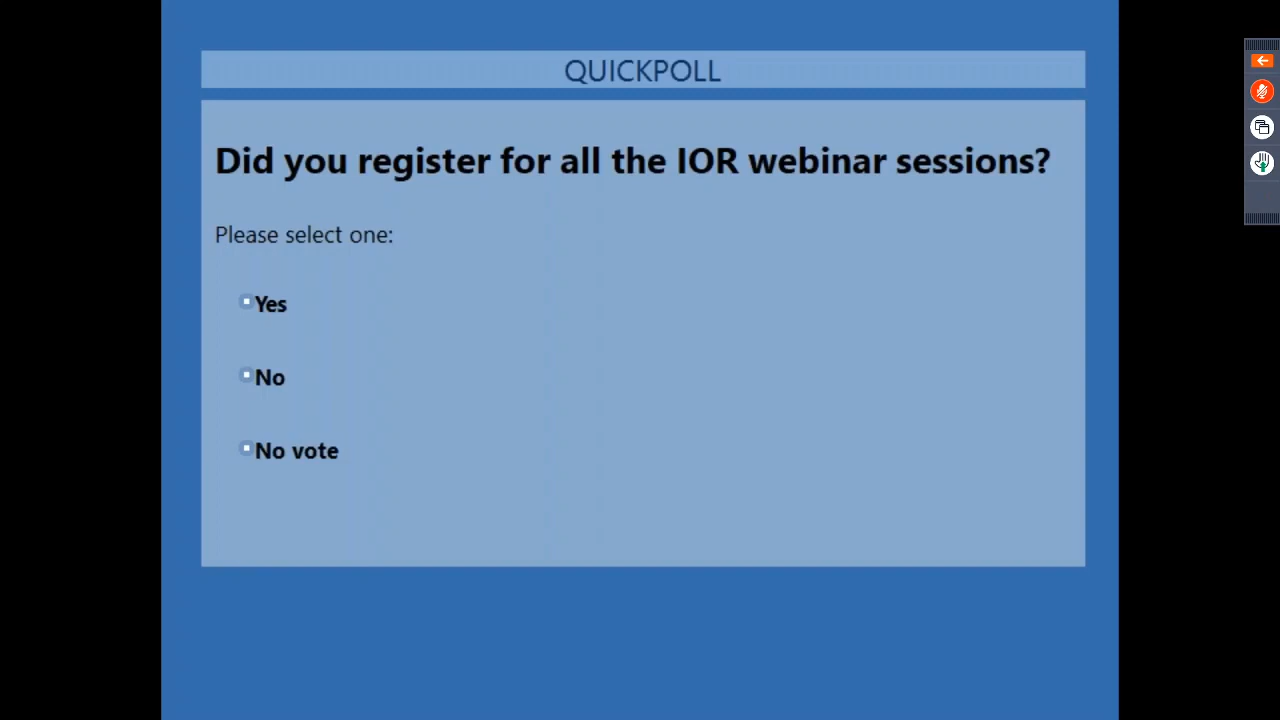 QUICKPOLL
Did you register for all the IOR webinar sessions?
Please select one:
Yes
No
No vote